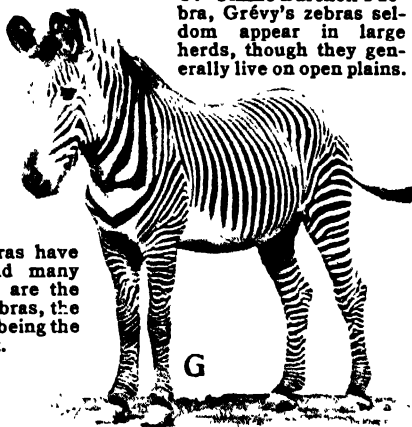 bra, Grévy's zebras sel-
dom appear in large
herds, though they gen-
erally live on open plains.
ras have
d many
are the
bras, the
being the
G